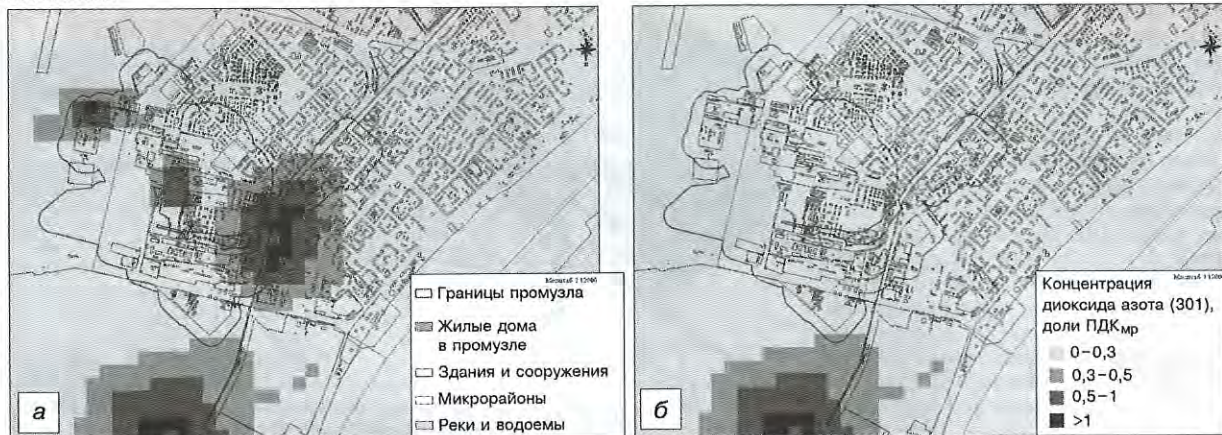 а
Границы промузла
Жилые дома
в промузле
Здания и сооружения
Микрорайоны
Реки и водоемы
б
Концентрация
диоксида азота (301),
доли ПДКмр
0–0,3
0,3–0,5
0,5–1
>1